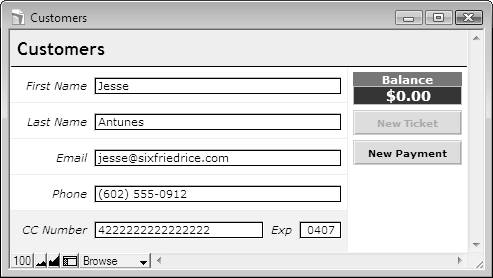 Customers
Customers
First Name Jesse
Last Name Antunes
Email jesse@sixfriedrice.com
Phone (602) 555-0912
CC Number 4222222222222222 Exp 0407
Balance
$0.00
New Ticket
New Payment
100 Browse